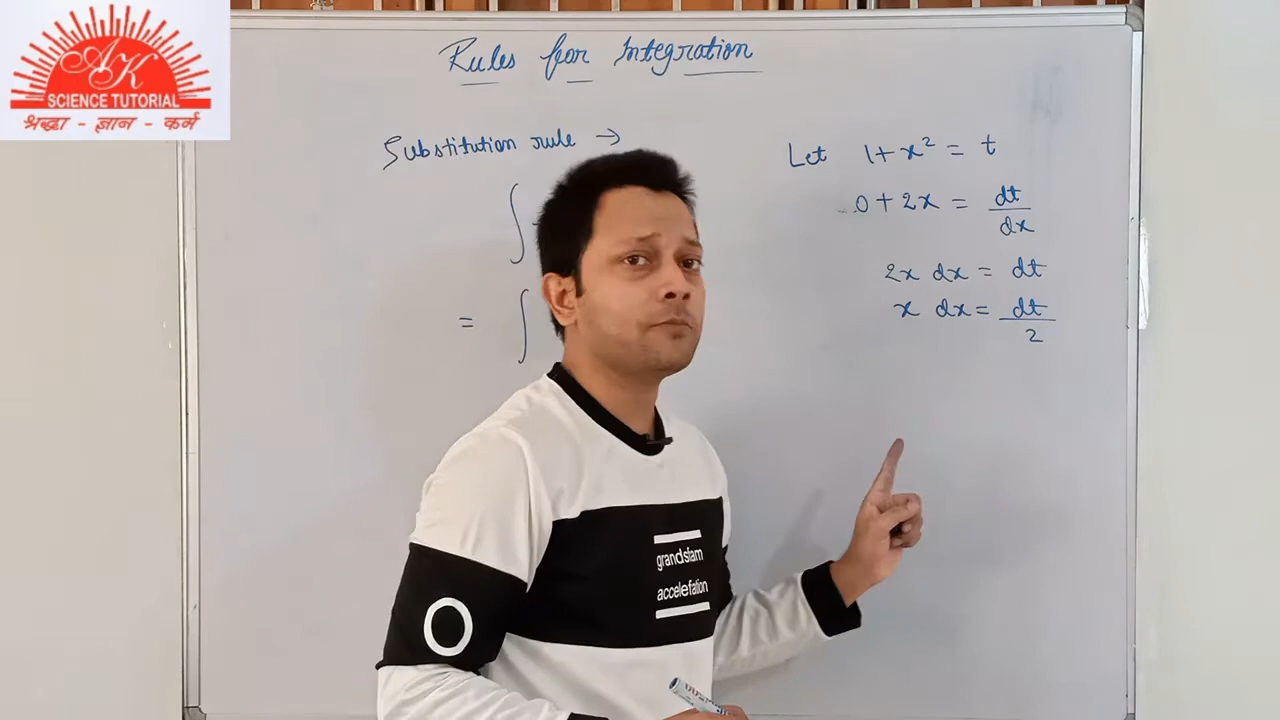 AK
SCIENCE TUTORIAL
श्रद्धा - ज्ञान - कर्म
Rules for Integration
Substitution rule →
∫
= ∫
Let 1 + x² = t
0 + 2x = dt/dx
2x dx = dt
x dx = dt/2
grandslam
accelefation